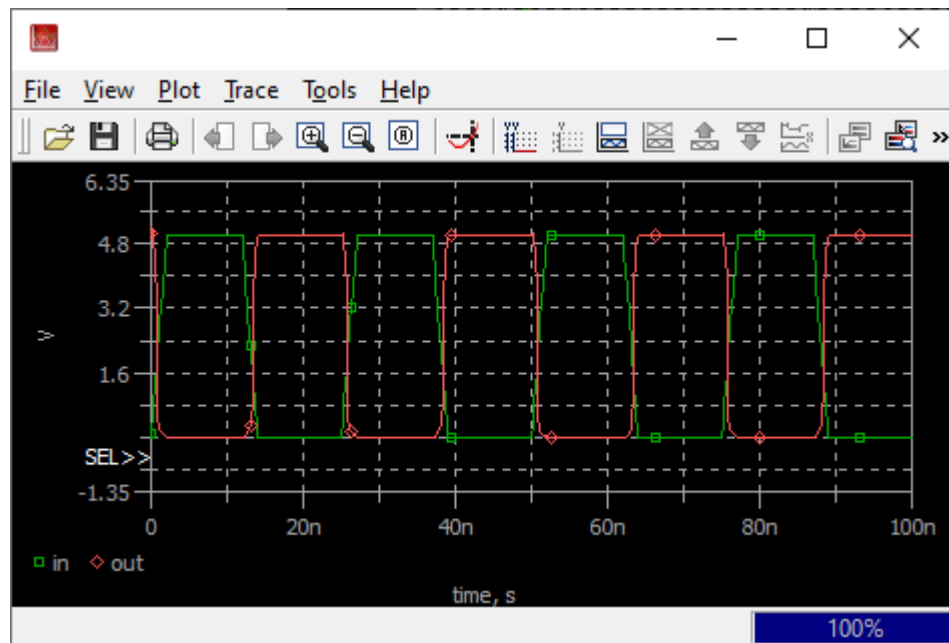 File View Plot Trace Tools Help
6.35
4.8
3.2
>
1.6
SEL>>
-1.35
0 20n 40n 60n 80n 100n
in out
time, s
100%